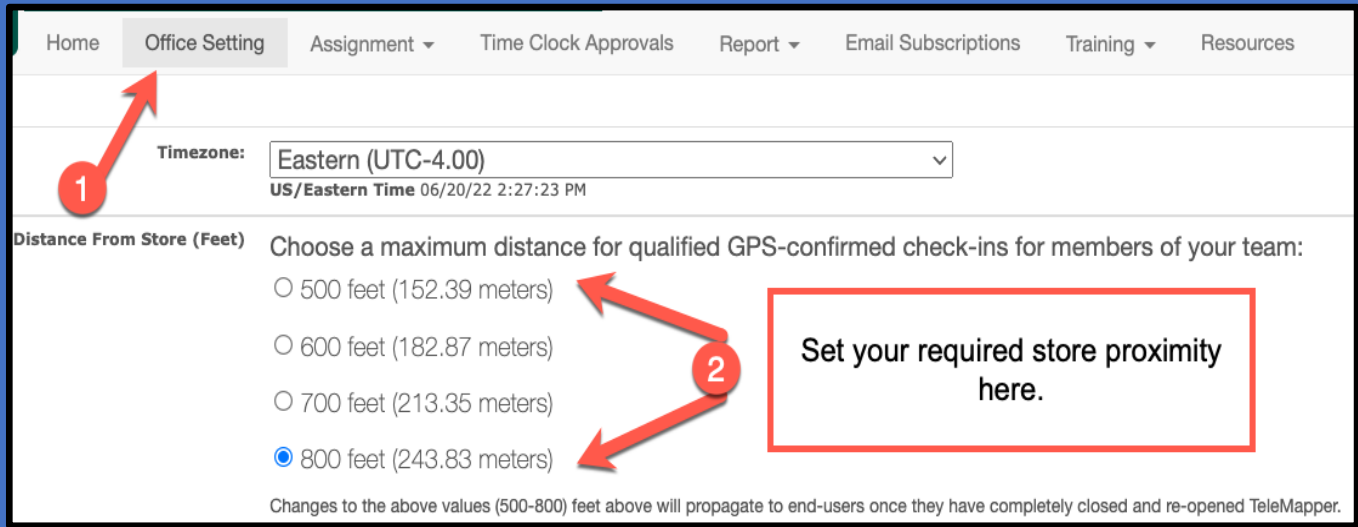 Home Office Setting Assignment Time Clock Approvals Report Email Subscriptions Training Resources
1
Timezone: Eastern (UTC-4.00)
US/Eastern Time 06/20/22 2:27:23 PM
Distance From Store (Feet) Choose a maximum distance for qualified GPS-confirmed check-ins for members of your team:
500 feet (152.39 meters)
600 feet (182.87 meters)
2
Set your required store proximity
here.
700 feet (213.35 meters)
800 feet (243.83 meters)
Changes to the above values (500-800) feet above will propagate to end-users once they have completely closed and re-opened TeleMapper.